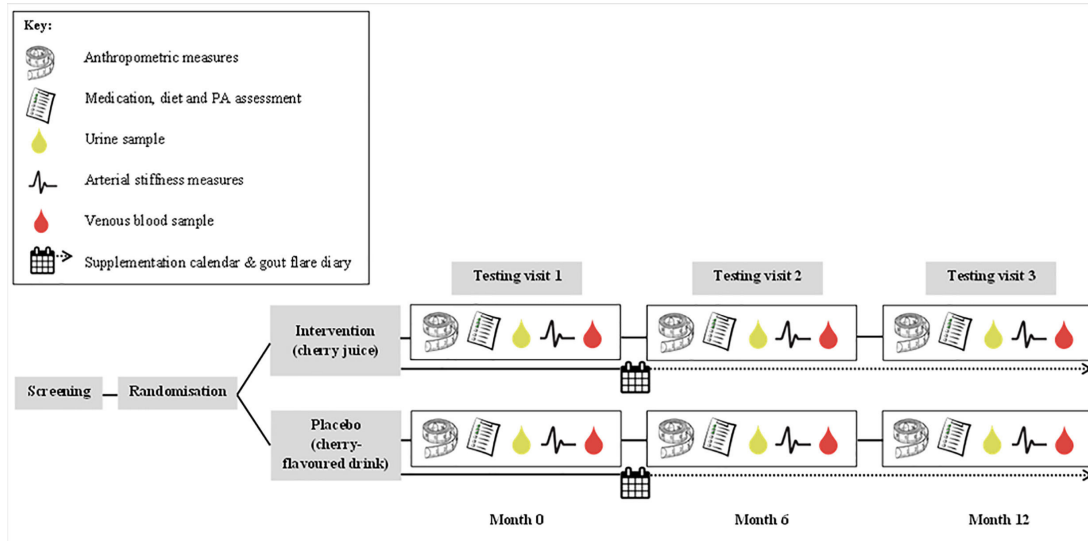 Key:
Anthropometric measures
Medication, diet and PA assessment
Urine sample
Arterial stiffness measures
Venous blood sample
Supplementation calendar & gout flare diary
Testing visit 1
Testing visit 2
Testing visit 3
Intervention
(cherry juice)
Screening
Randomisation
Placebo
(cherry-
flavoured drink)
Month 0
Month 6
Month 12